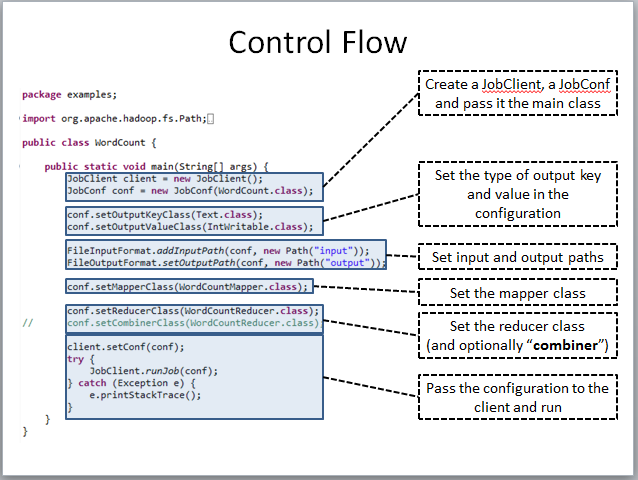 Control Flow
package examples;
import org.apache.hadoop.fs.Path;
public class WordCount {
public static void main(String[] args) {
JobClient client = new JobClient();
JobConf conf = new JobConf(WordCount.class);
conf.setOutputKeyClass(Text.class);
conf.setOutputValueClass(IntWritable.class);
FileInputFormat.addInputPath(conf, new Path("input"));
FileOutputFormat.setOutputPath(conf, new Path("output"));
conf.setMapperClass(WordCountMapper.class);
conf.setReducerClass(WordCountReducer.class);
// conf.setCombinerClass(WordCountReducer.class)
client.setConf(conf);
try {
JobClient.runJob(conf);
} catch (Exception e) {
e.printStackTrace();
}
}
}
Create a JobClient, a JobConf
and pass it the main class
Set the type of output key
and value in the
configuration
Set input and output paths
Set the mapper class
Set the reducer class
(and optionally “combiner”)
Pass the configuration to the
client and run